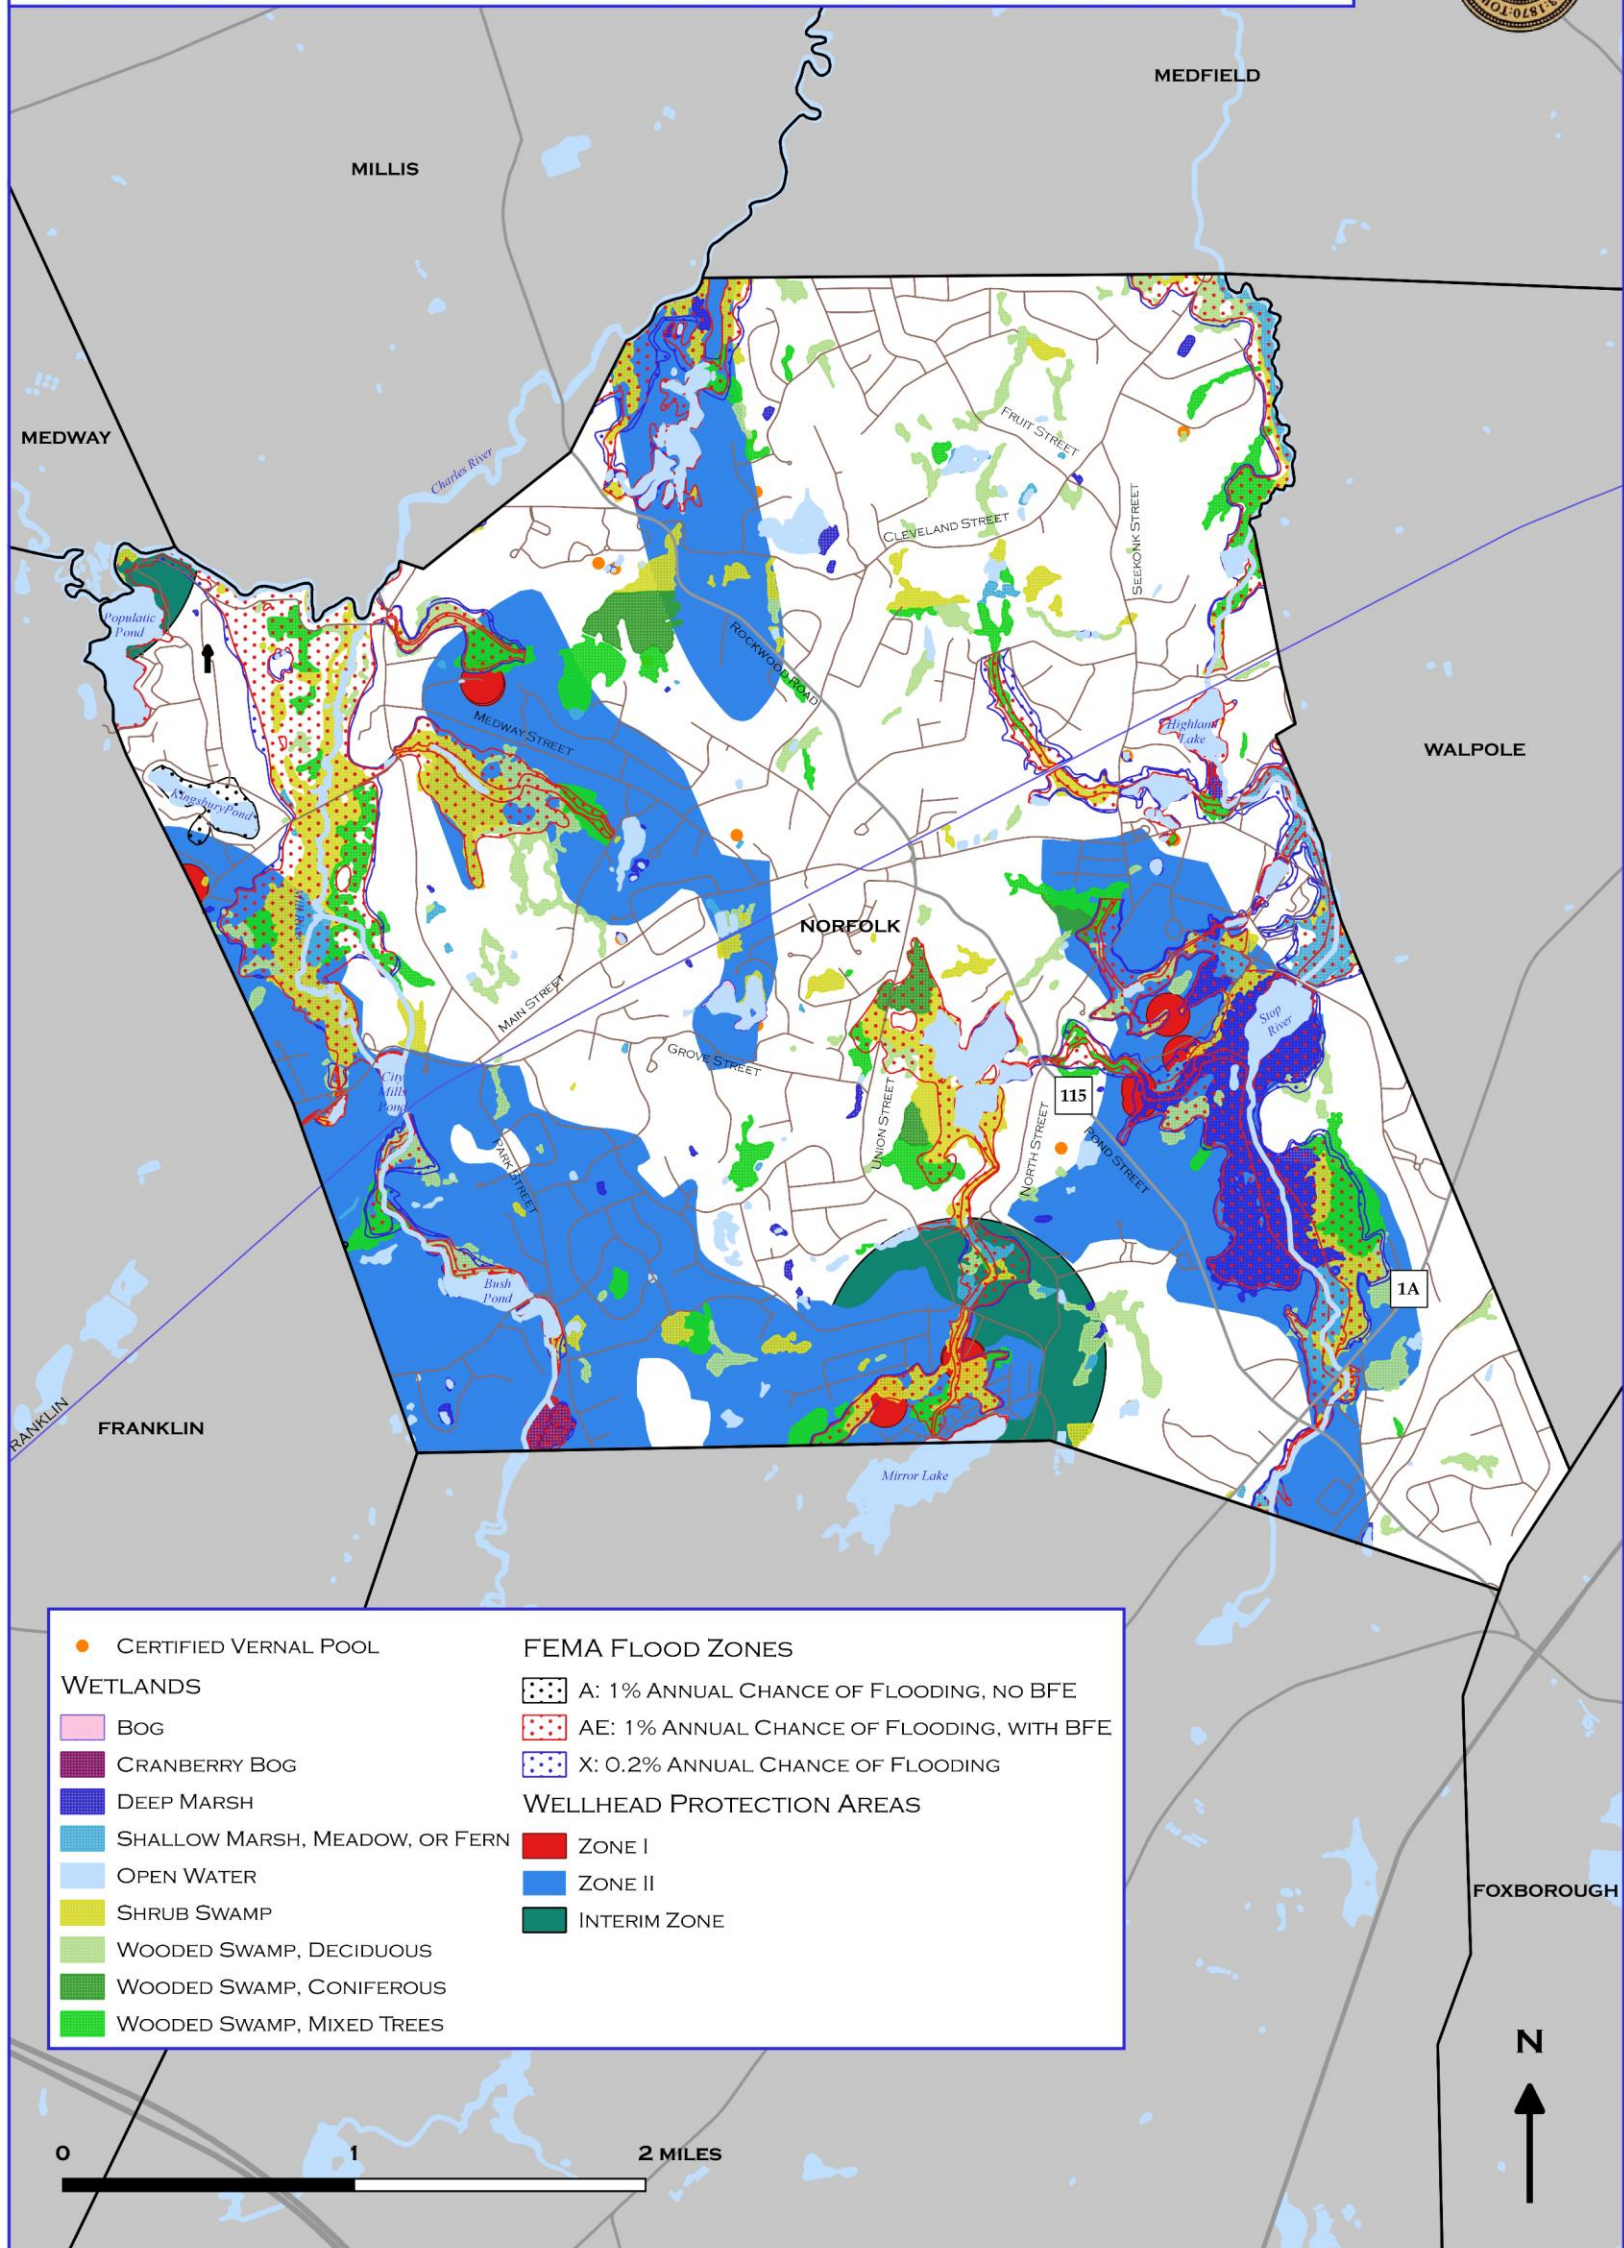 3:1870:TOW
MEDFIELD
MILLIS
MEDWAY
Charles River
FRUIT STREET
CLEVELAND STREET
SEEKONK STREET
Populatic
Pond
ROCKWOOD ROAD
MEDWAY STREET
Highland
Lake
WALPOLE
Kingsbury Pond
NORFOLK
MAIN STREET
Stop
River
GROVE STREET
City
Mills
Pond
115
UNION STREET
NORTH STREET
POND STREET
PARK STREET
Bush
Pond
1A
RANKLIN
FRANKLIN
Mirror Lake
CERTIFIED VERNAL POOL
WETLANDS
BOG
CRANBERRY BOG
DEEP MARSH
SHALLOW MARSH, MEADOW, OR FERN
OPEN WATER
SHRUB SWAMP
WOODED SWAMP, DECIDUOUS
WOODED SWAMP, CONIFEROUS
WOODED SWAMP, MIXED TREES
FEMA FLOOD ZONES
A: 1% ANNUAL CHANCE OF FLOODING, NO BFE
AE: 1% ANNUAL CHANCE OF FLOODING, WITH BFE
X: 0.2% ANNUAL CHANCE OF FLOODING
WELLHEAD PROTECTION AREAS
ZONE I
ZONE II
INTERIM ZONE
FOXBOROUGH
N
0 1 2 MILES